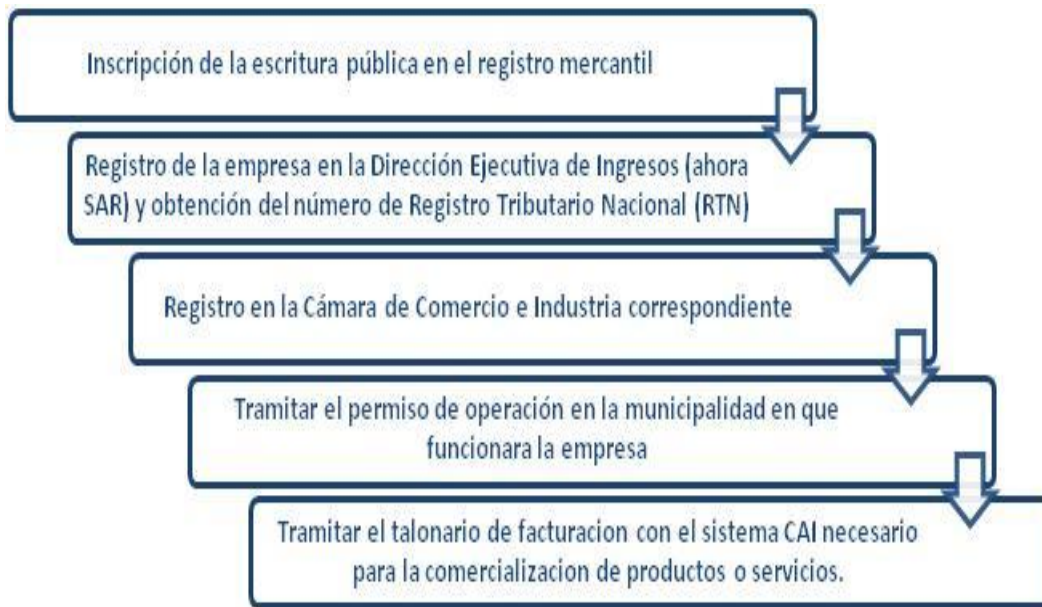 Inscripción de la escritura pública en el registro mercantil
Registro de la empresa en la Dirección Ejecutiva de Ingresos (ahora
SAR) y obtención del número de Registro Tributario Nacional (RTN)
Registro en la Cámara de Comercio e Industria correspondiente
Tramitar el permiso de operación en la municipalidad en que
funcionara la empresa
Tramitar el talonario de facturacion con el sistema CAI necesario
para la comercializacion de productos o servicios.